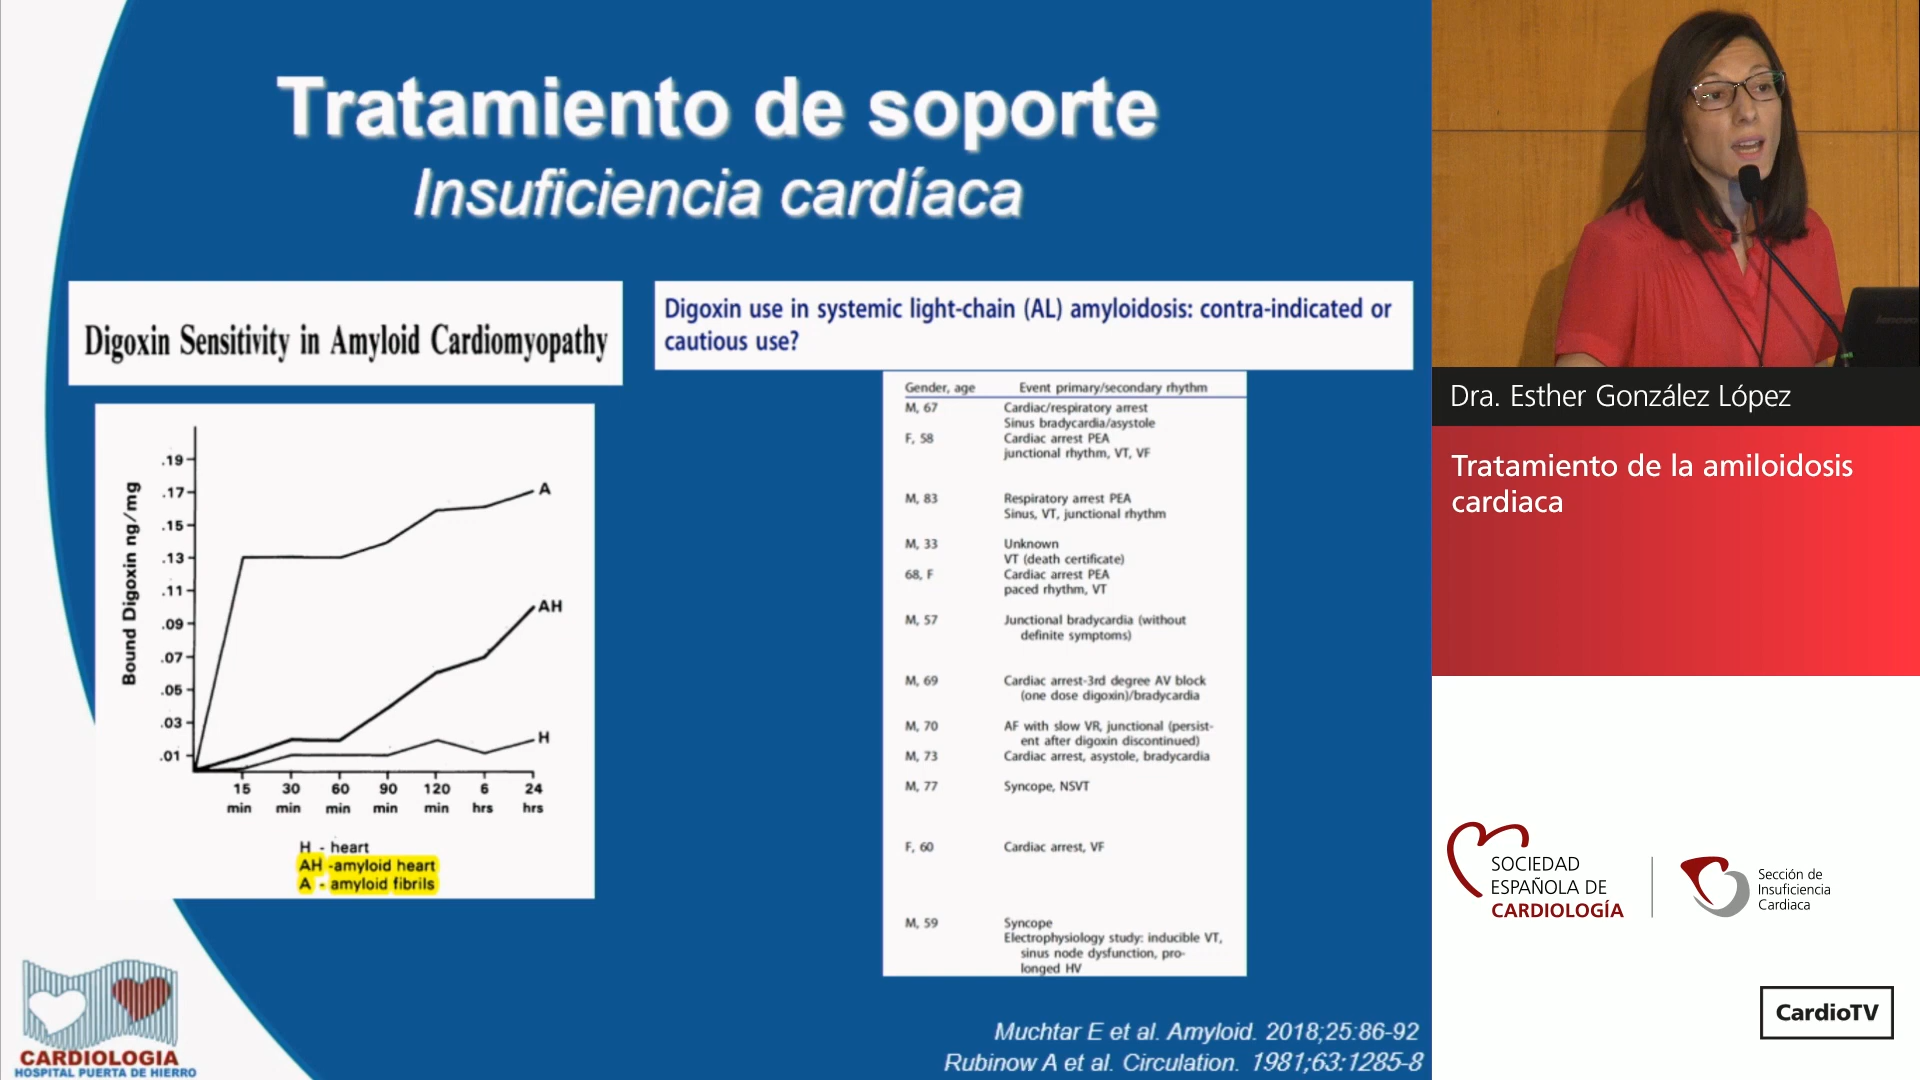 Tratamiento de soporte
Insuficiencia cardíaca
Digoxin Sensitivity in Amyloid Cardiomyopathy
Bound Digoxin ng/mg
.19
.17
.15
.13
.11
.09
.07
.05
.03
.01
A
AH
H
15 30 60 90 120 6 24
min min min min min hrs hrs
H - heart
AH -amyloid heart
A - amyloid fibrils
Digoxin use in systemic light-chain (AL) amyloidosis: contra-indicated or
cautious use?
Gender, age Event primary/secondary rhythm
M, 67 Cardiac/respiratory arrest
Sinus bradycardia/asystole
F, 58 Cardiac arrest PEA
junctional rhythm, VT, VF
M, 83 Respiratory arrest PEA
Sinus, VT, junctional rhythm
M, 33 Unknown
VT (death certificate)
68, F Cardiac arrest PEA
paced rhythm, VT
M, 57 Junctional bradycardia (without
definite symptoms)
M, 69 Cardiac arrest-3rd degree AV block
(one dose digoxin)/bradycardia
M, 70 AF with slow VR, junctional (persist-
ent after digoxin discontinued)
M, 73 Cardiac arrest, asystole, bradycardia
M, 77 Syncope, NSVT
F, 60 Cardiac arrest, VF
M, 59 Syncope
Electrophysiology study: inducible VT,
sinus node dysfunction, pro-
longed HV
Muchtar E et al. Amyloid. 2018;25:86-92
Rubinow A et al. Circulation. 1981;63:1285-8
CARDIOLOGIA
HOSPITAL PUERTA DE HIERRO
lenovo
Dra. Esther González López
Tratamiento de la amiloidosis
cardiaca
SOCIEDAD
ESPAÑOLA DE
CARDIOLOGÍA
Sección de
Insuficiencia
Cardiaca
CardioTV